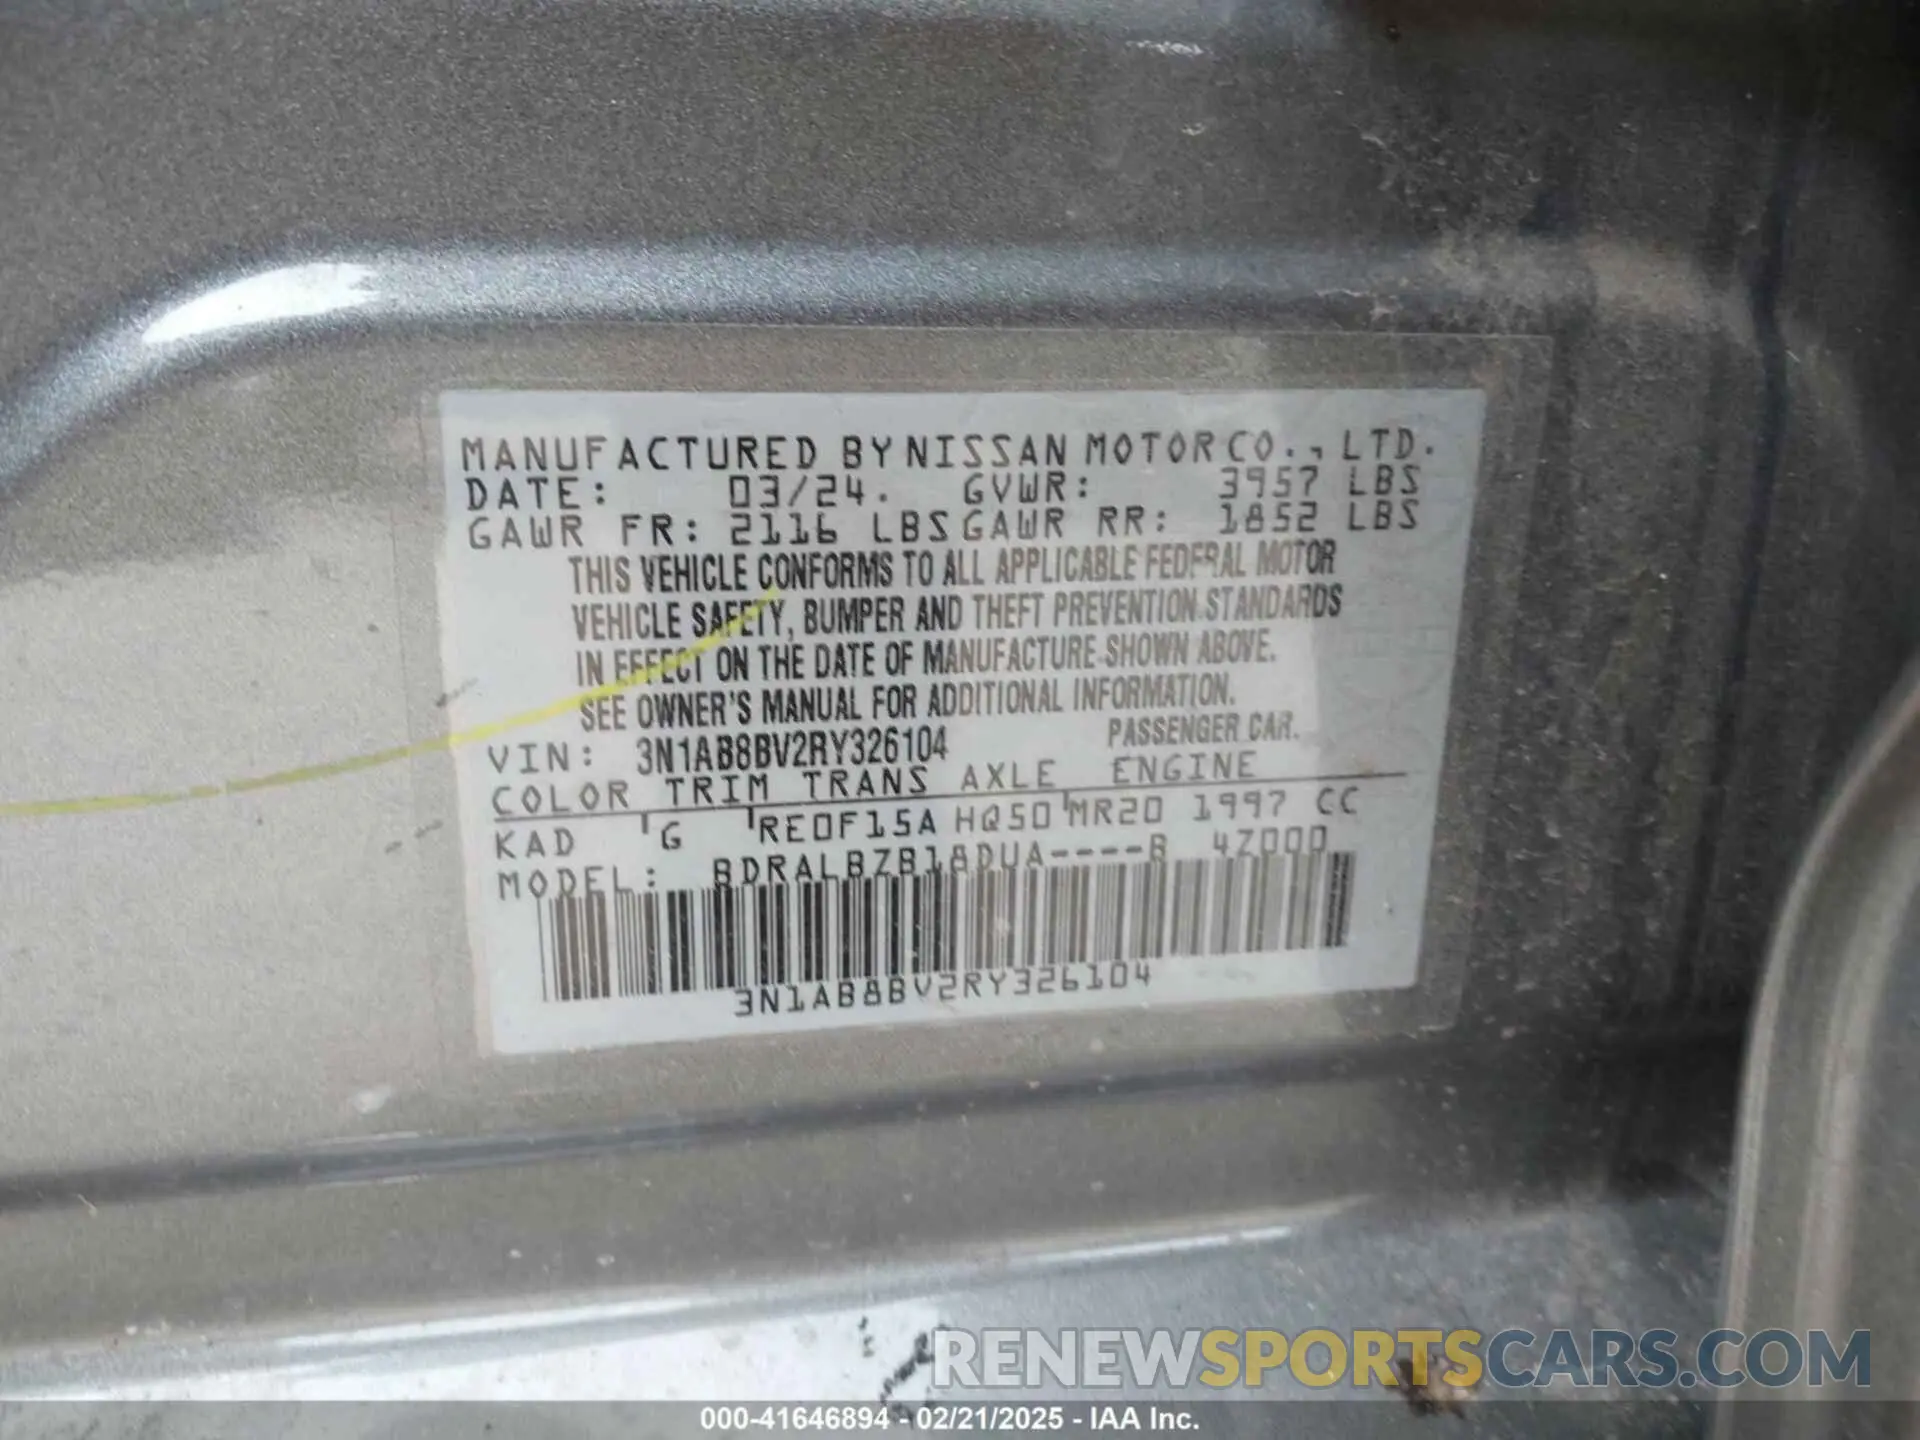 MANUFACTURED BY NISSAN MOTOR CO., LTD.
DATE: 03/24. GVWR: 3957 LBS
GAWR FR: 2116 LBS GAWR RR: 1852 LBS
THIS VEHICLE CONFORMS TO ALL APPLICABLE FEDERAL MOTOR
VEHICLE SAFETY, BUMPER AND THEFT PREVENTION STANDARDS
IN EFFECT ON THE DATE OF MANUFACTURE SHOWN ABOVE.
SEE OWNER'S MANUAL FOR ADDITIONAL INFORMATION.
VIN: 3N1AB8BV2RY326104 PASSENGER CAR.
COLOR TRIM TRANS AXLE ENGINE
KAD G RE0F15A HQ50 MR20 1997 CC
MODEL: BDRALBZB18DUA----B 4Z000
3N1AB8BV2RY326104
RENEWSPORTSCARS.COM
000-41646894 - 02/21/2025 - IAA Inc.